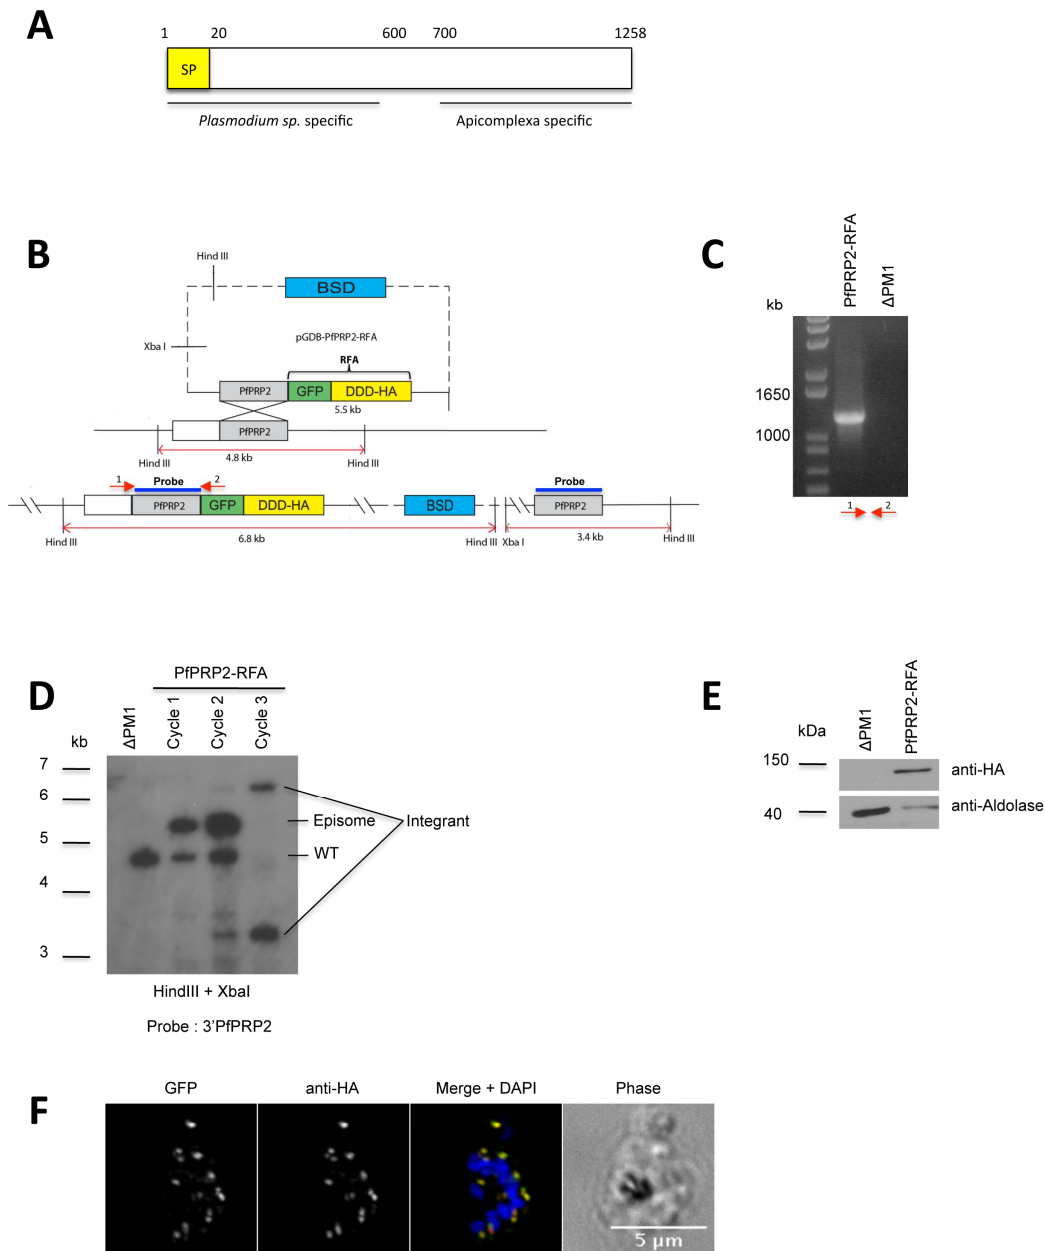 A
1 20 600 700 1258
SP
Plasmodium sp. specific Apicomplexa specific
B
Hind III
BSD
Xba I
pGDB-PfPRP2-RFA
RFA
PfPRP2 GFP DDD-HA
5.5 kb
PfPRP2
4.8 kb
Hind III Hind III
1 Probe 2 Probe
PfPRP2 GFP DDD-HA BSD PfPRP2
Hind III 6.8 kb Hind III Xba I 3.4 kb Hind III
C
PfPRP2-RFA
ΔPM1
kb
1650
1000
1 2
D
PfPRP2-RFA
ΔPM1
Cycle 1
Cycle 2
Cycle 3
kb
7
6
5
4
3
Episome
Integrant
WT
HindIII + XbaI
Probe : 3'PfPRP2
E
ΔPM1
PfPRP2-RFA
kDa
150
anti-HA
40
anti-Aldolase
F
GFP anti-HA Merge + DAPI Phase
5 µm